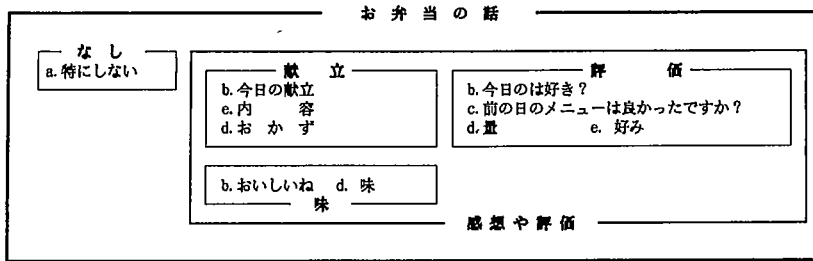 お弁当の話
なし
a.特にしない
献立
b.今日の献立
e.内容
d.おかず
評価
b.今日のは好き？
c.前の日のメニューは良かったですか？
d.量 e.好み
b.おいしいね d.味
味
感想や評価